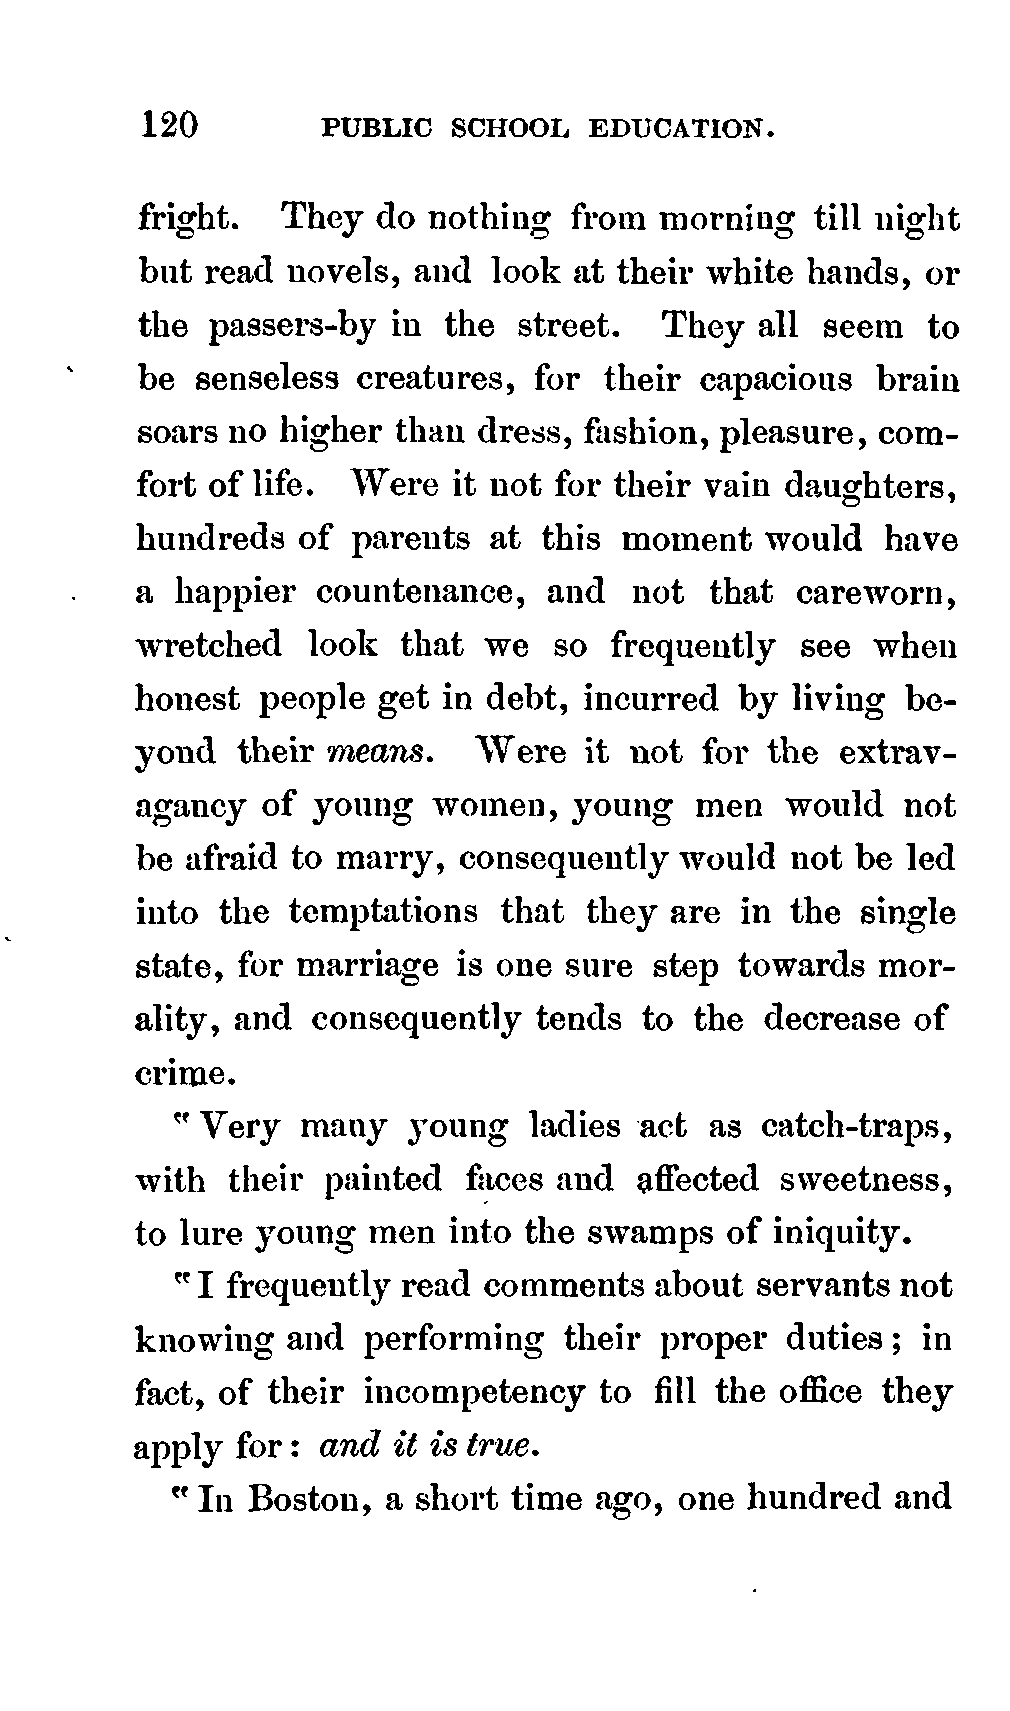 120 PUBLIC SCHOOL EDUCATION.
fright. They do nothing from morning till night
but read novels, and look at their white hands, or
the passers-by in the street. They all seem to
be senseless creatures, for their capacious brain
soars no higher than dress, fashion, pleasure, com-
fort of life. Were it not for their vain daughters,
hundreds of parents at this moment would have
a happier countenance, and not that careworn,
wretched look that we so frequently see when
honest people get in debt, incurred by living be-
yond their means. Were it not for the extrav-
agancy of young women, young men would not
be afraid to marry, consequently would not be led
into the temptations that they are in the single
state, for marriage is one sure step towards mor-
ality, and consequently tends to the decrease of
crime.
"Very many young ladies act as catch-traps,
with their painted faces and affected sweetness,
to lure young men into the swamps of iniquity.
"I frequently read comments about servants not
knowing and performing their proper duties; in
fact, of their incompetency to fill the office they
apply for: and it is true.
"In Boston, a short time ago, one hundred and